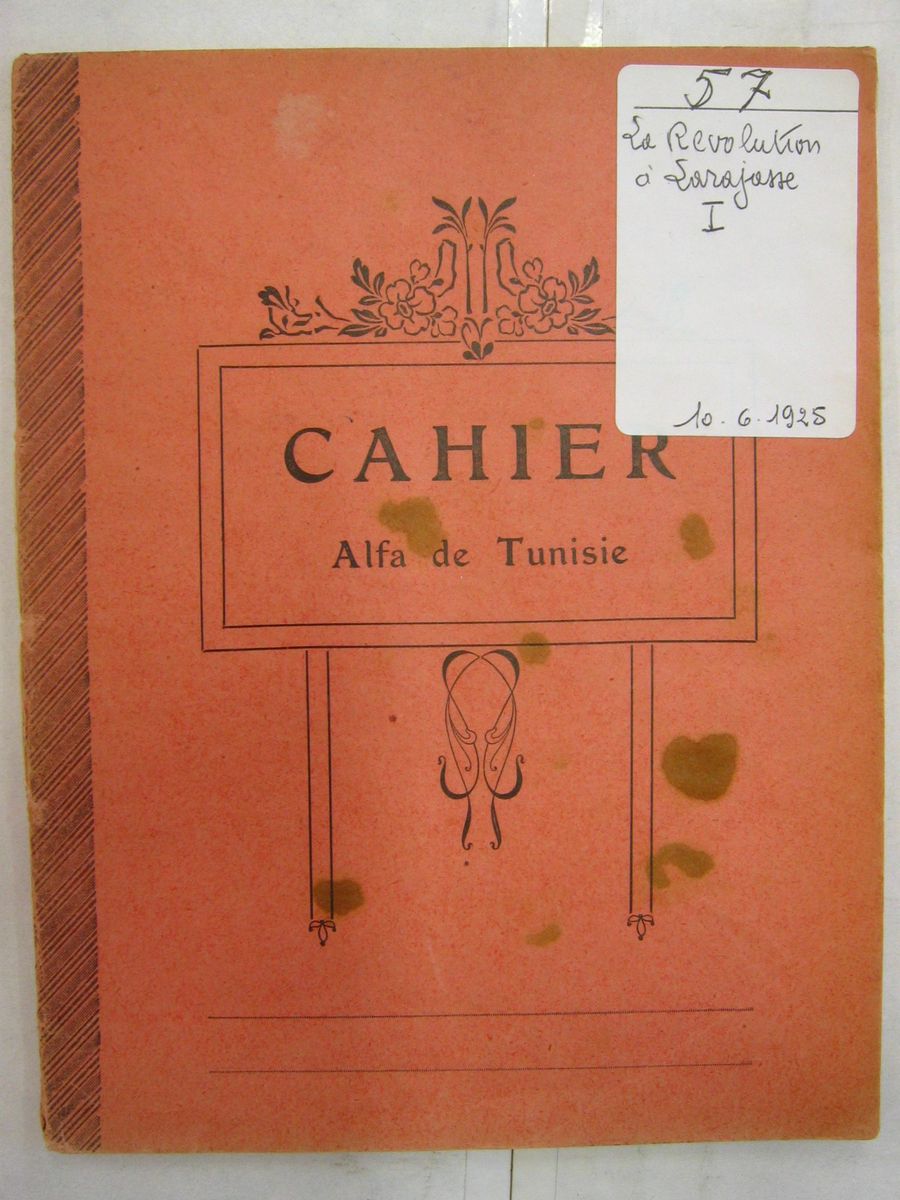 57
La Revolution
à Larajasse
I
10.6.1925
CAHIER
Alfa de Tunisie